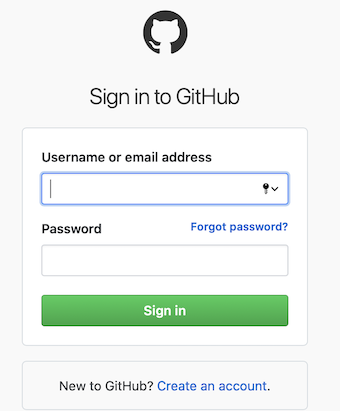 Sign in to GitHub
Username or email address
Password Forgot password?
Sign in
New to GitHub? Create an account.